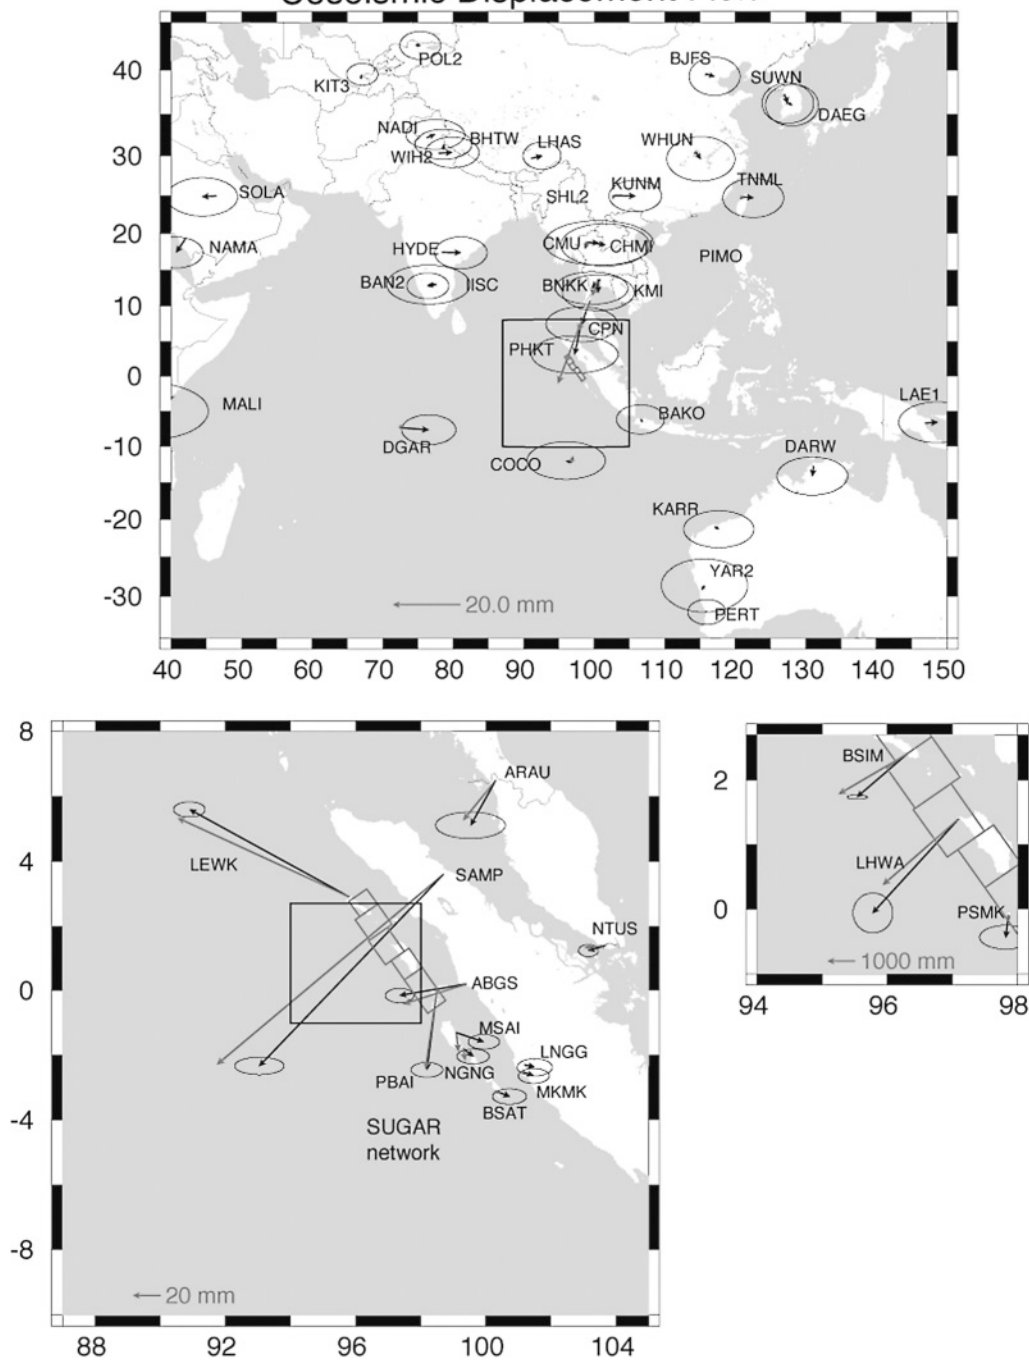 40
30
20
10
0
-10
-20
-30
40 50 60 70 80 90 100 110 120 130 140 150
POL2
KIT3
BJFS
SUWN
DAEG
NADI
BHTW
WIH2
LHAS
WHUN
SOLA
SHL2
KUNM
TNML
NAMA
HYDE
CMU
CHMI
PIMO
BAN2
IISC
BNKK
KMI
CPN
PHKT
MALI
LAE1
DGAR
BAKO
COCO
DARW
KARR
YAR2
PERT
20.0 mm
8
4
0
-4
-8
88 92 96 100 104
ARAU
LEWK
SAMP
NTUS
ABGS
MSAI
LNGG
PBAI
NGNG
MKMK
BSAT
SUGAR
network
20 mm
2
0
94 96 98
BSIM
LHWA
PSMK
1000 mm